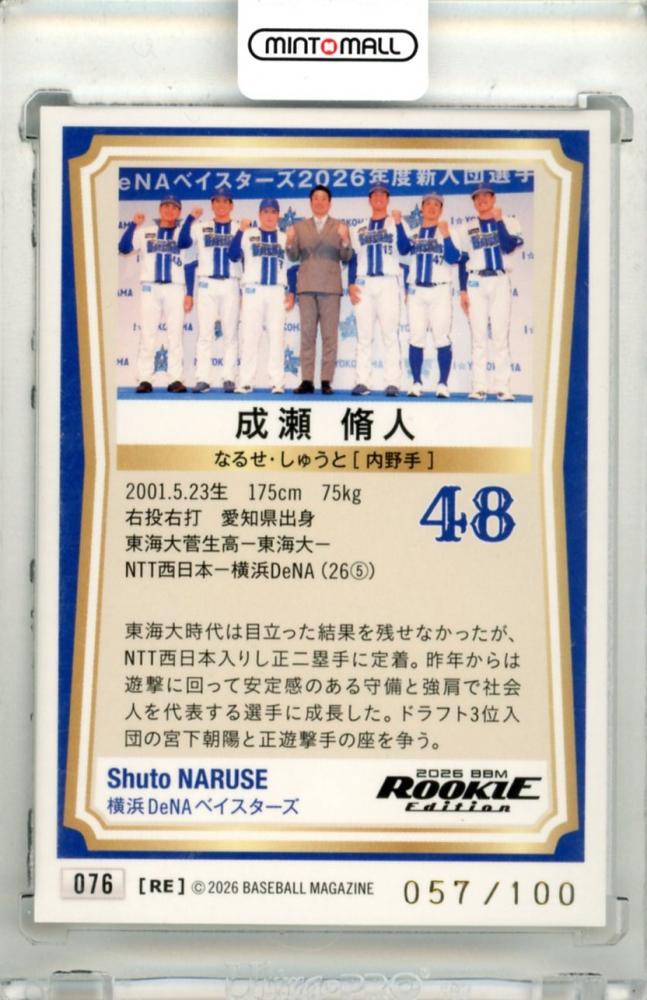 MINTMALL
eNAベイスターズ2026年度新入団選手
成瀬 脩人
なるせ・しゅうと[内野手]
2001.5.23生 175cm 75kg
右投右打 愛知県出身
東海大菅生高ー東海大ー
NTT西日本ー横浜DeNA(26⑤)
48
東海大時代は目立った結果を残せなかったが、
NTT西日本入りし正二塁手に定着。昨年からは
遊撃に回って安定感のある守備と強肩で社会
人を代表する選手に成長した。ドラフト3位入
団の宮下朝陽と正遊撃手の座を争う。
Shuto NARUSE
横浜DeNAベイスターズ
2026 BBM
ROOKIE
Edition
076 [RE] ©2026 BASEBALL MAGAZINE 057/100